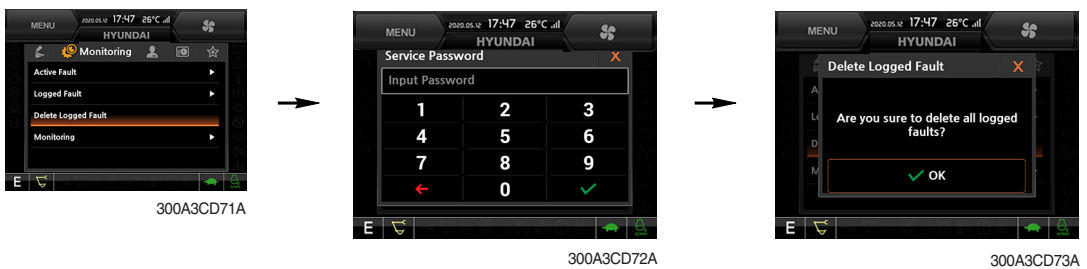 MENU
2020.05.12 17:47 26°C
HYUNDAI
Monitoring
Active Fault
Logged Fault
Delete Logged Fault
Monitoring
E
300A3CD71A
MENU
2020.05.12 17:47 26°C
HYUNDAI
Service Password X
Input Password
1 2 3
4 5 6
7 8 9
0
E
300A3CD72A
MENU
2020.05.12 17:47 26°C
HYUNDAI
Delete Logged Fault X
Are you sure to delete all logged
faults?
OK
E
300A3CD73A